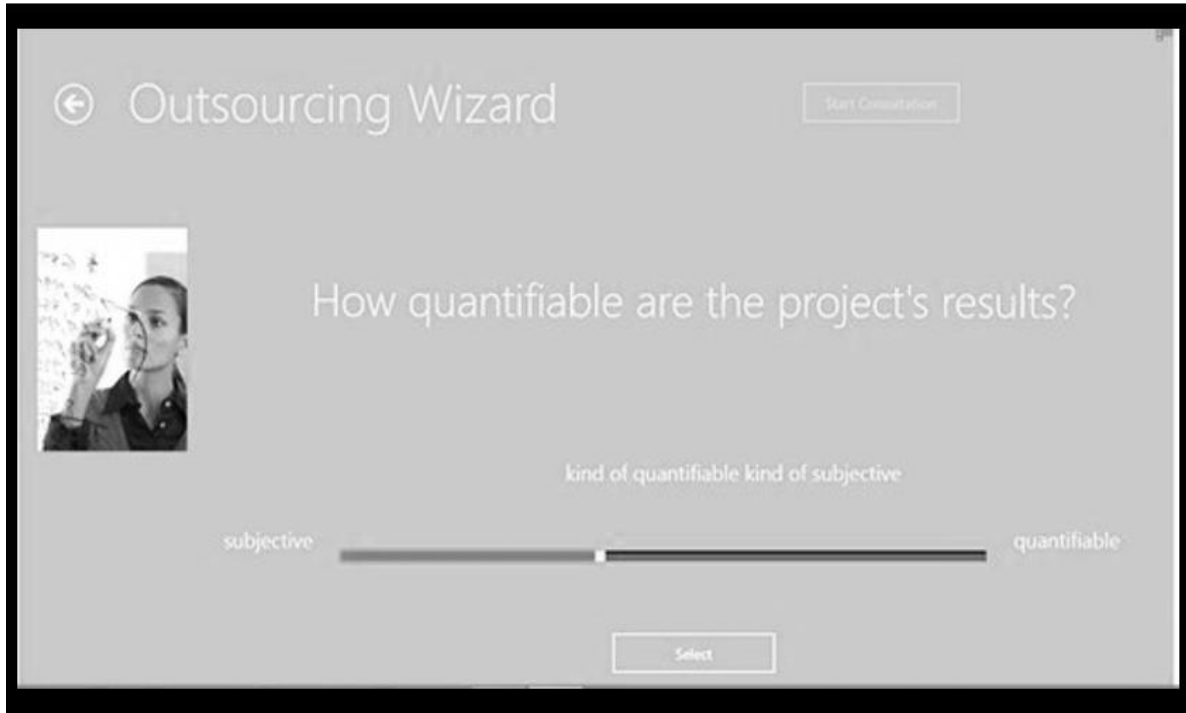 Outsourcing Wizard
Start Consultation
How quantifiable are the project's results?
kind of quantifiable kind of subjective
subjective
quantifiable
Select